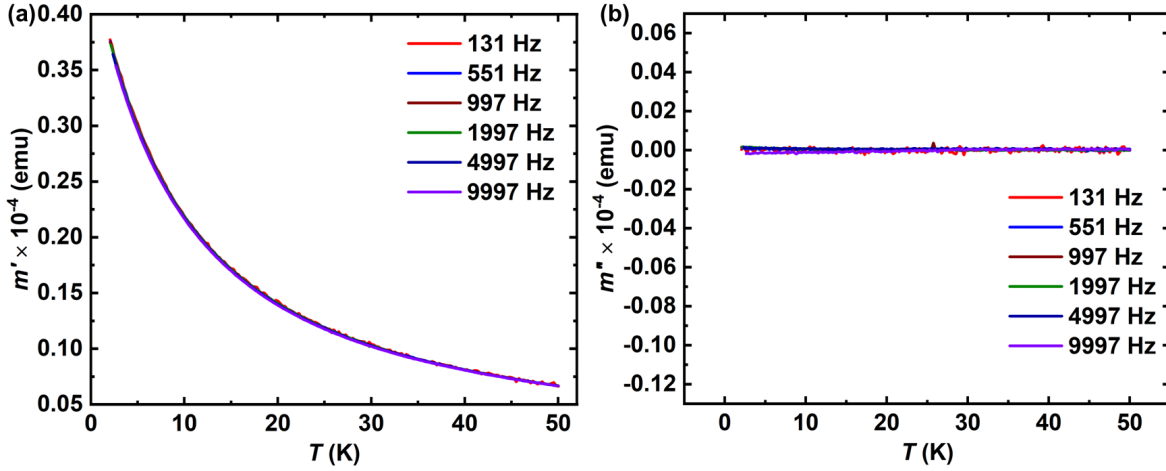 (a)
0.40
0.35
0.30
0.25
0.20
0.15
0.10
0.05
m' × 10⁻⁴ (emu)
131 Hz
551 Hz
997 Hz
1997 Hz
4997 Hz
9997 Hz
0 10 20 30 40 50
T (K)
(b)
0.06
0.04
0.02
0.00
-0.02
-0.04
-0.06
-0.08
-0.10
-0.12
m" × 10⁻⁴ (emu)
131 Hz
551 Hz
997 Hz
1997 Hz
4997 Hz
9997 Hz
0 10 20 30 40 50
T (K)